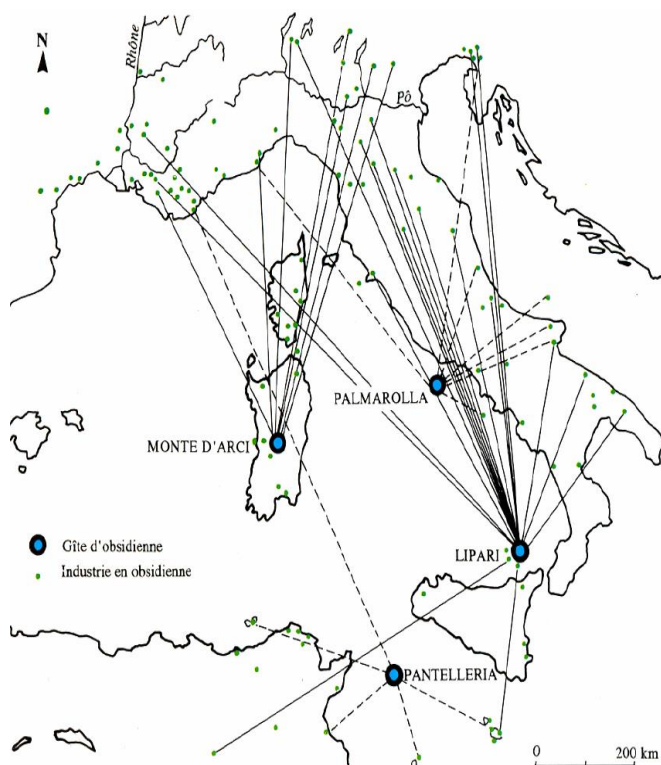 N
Rhône
Pô
PALMAROLLA
MONTE D'ARCI
Gîte d'obsidienne
LIPARI
Industrie en obsidienne
PANTELLERIA
0 200 km